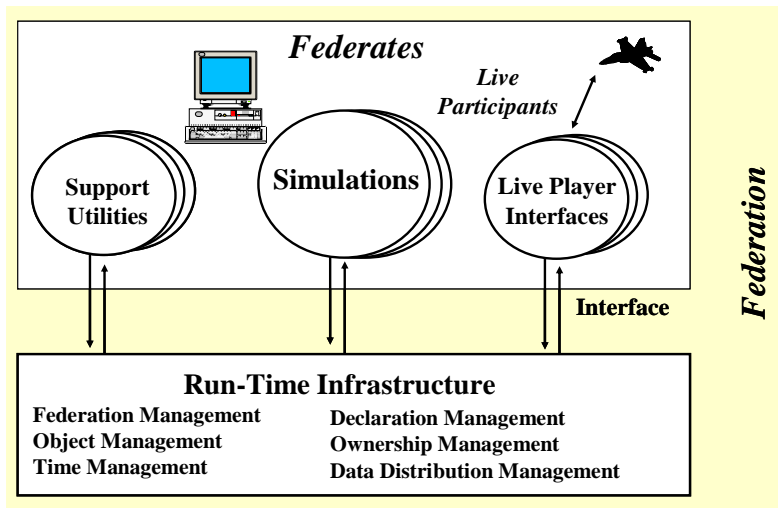 Federates
Live
Participants
Support
Utilities
Simulations
Live Player
Interfaces
Interface
Federation
Run-Time Infrastructure
Federation Management
Object Management
Time Management
Declaration Management
Ownership Management
Data Distribution Management